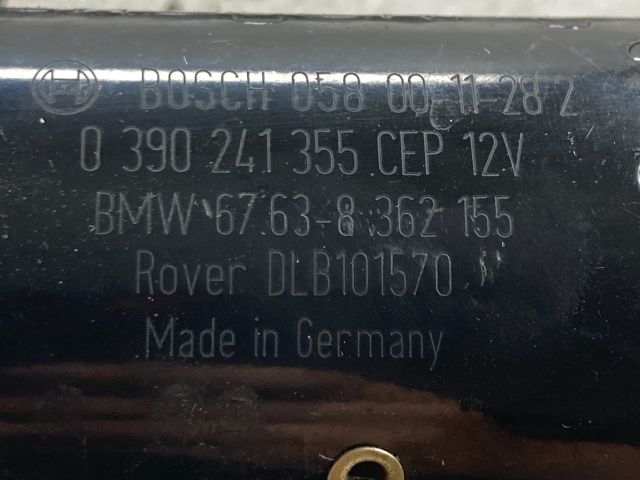 BOSCH 058 00-11-28 2
0 390 241 355 CEP 12V
BMW 67.63-8 362 155
Rover DLB101570
Made in Germany